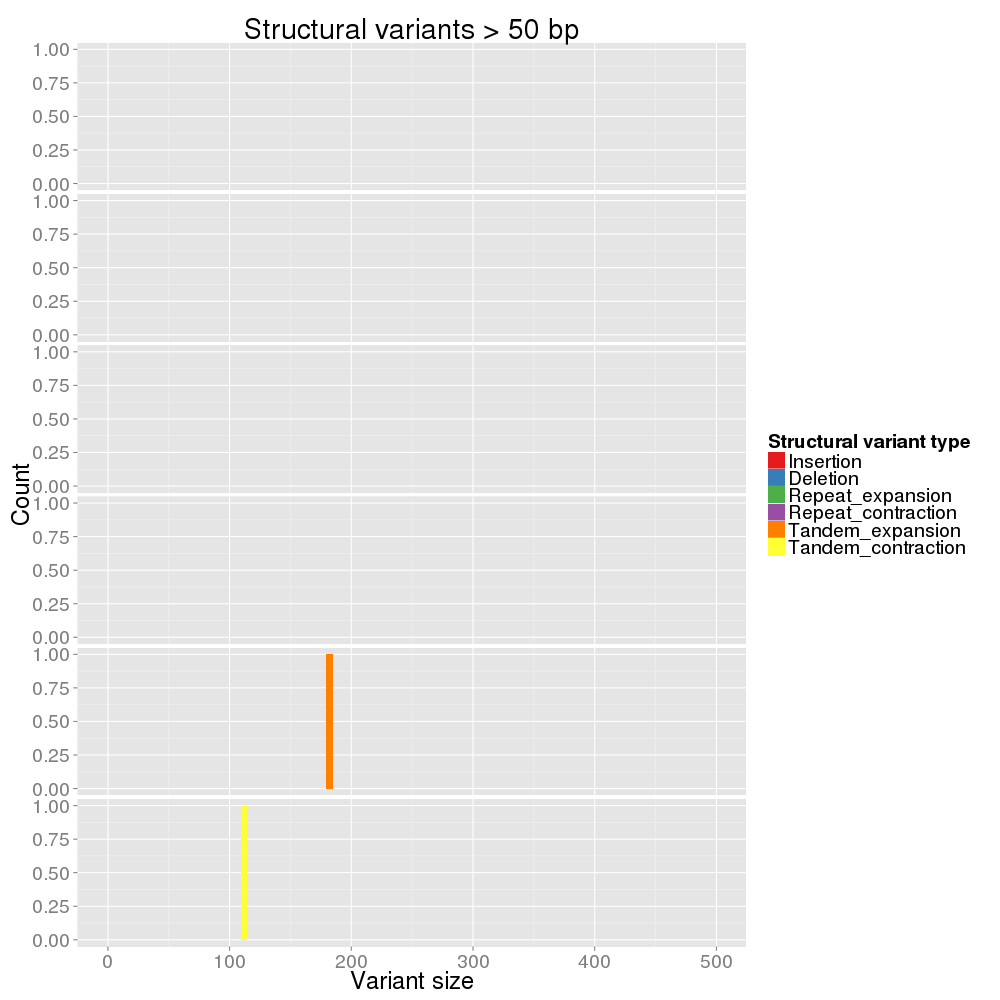 Structural variants > 50 bp
1.00
0.75
0.50
0.25
0.00
1.00
0.75
0.50
0.25
0.00
1.00
0.75
0.50
0.25
0.00
1.00
0.75
0.50
0.25
0.00
1.00
0.75
0.50
0.25
0.00
1.00
0.75
0.50
0.25
0.00
Count
0 100 200 300 400 500
Variant size
Structural variant type
Insertion
Deletion
Repeat_expansion
Repeat_contraction
Tandem_expansion
Tandem_contraction